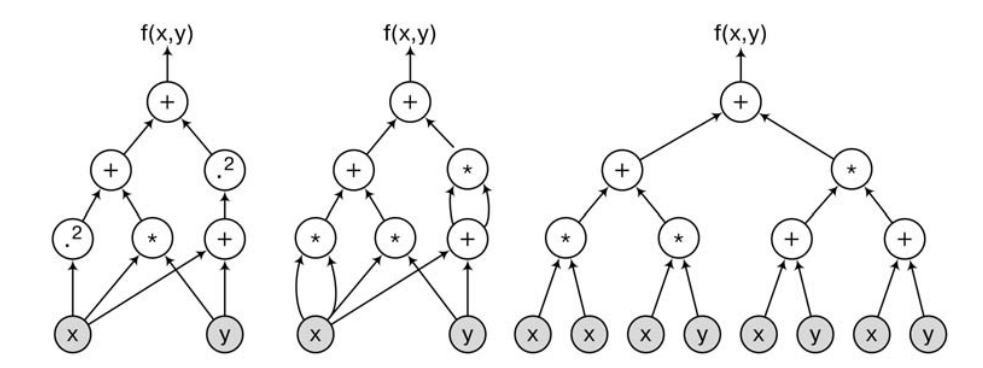 f(x,y) f(x,y) f(x,y)
+ + +
+ .² + * + *
.² * + * * + * * + +
x y x y x x x y x y x y